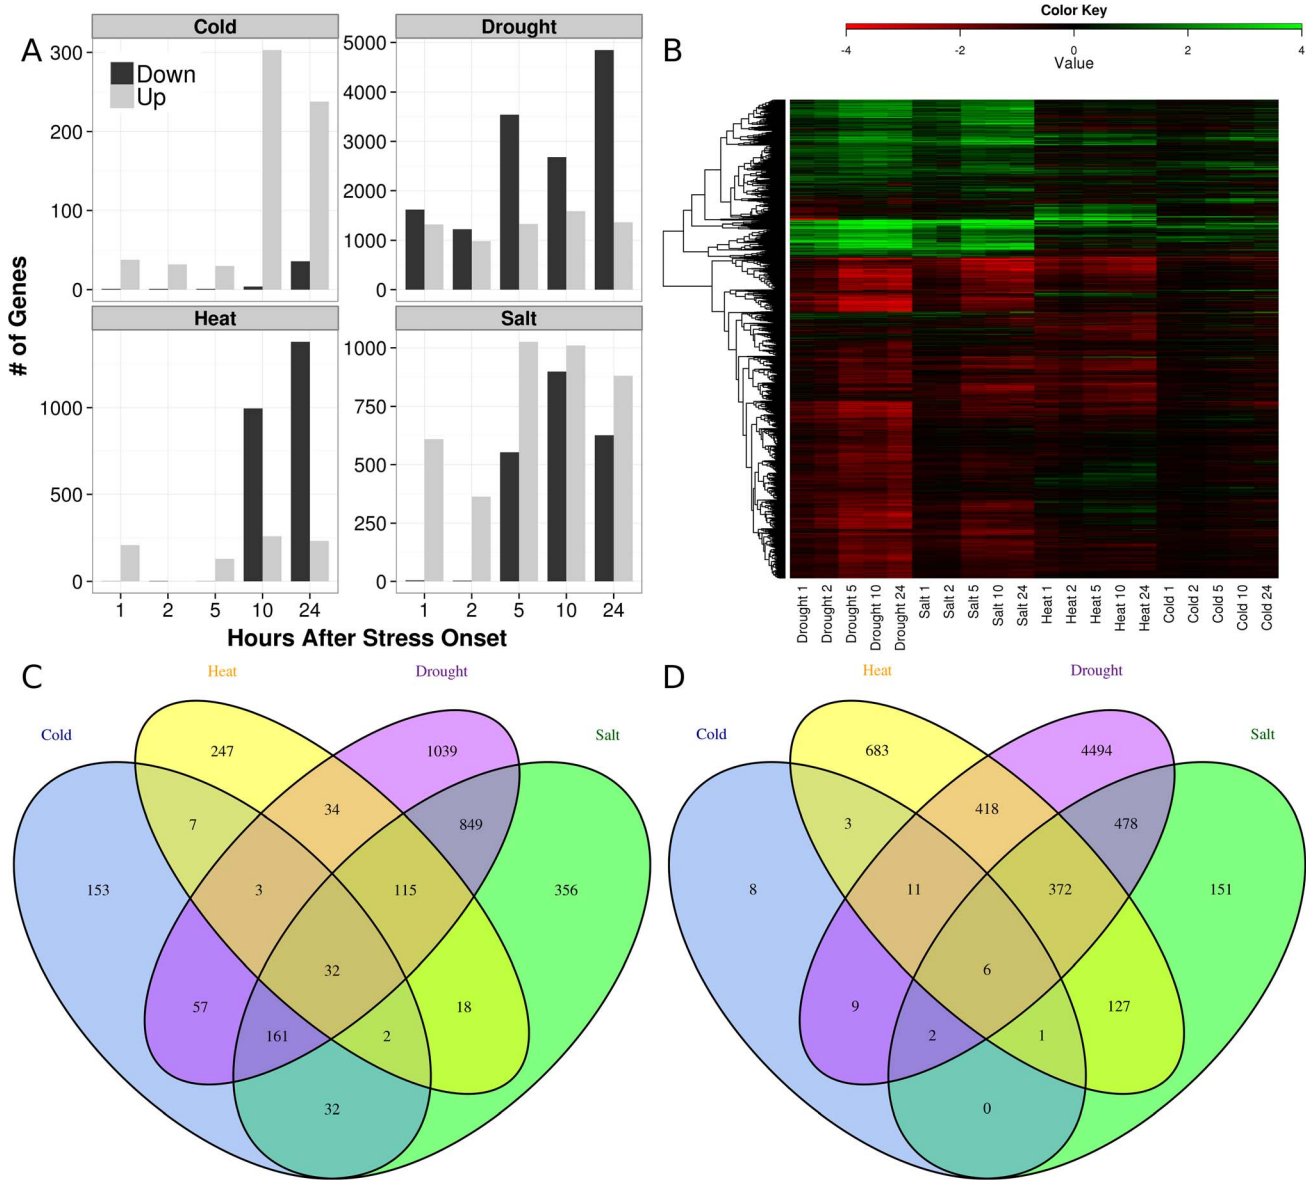 A
Cold
Drought
Down
Up
300
200
100
0
5000
4000
3000
2000
1000
0
# of Genes
Heat
Salt
1000
500
0
1000
750
500
250
0
1 2 5 10 24
1 2 5 10 24
Hours After Stress Onset
B
Color Key
-4 -2 0 2 4
Value
Drought 1
Drought 2
Drought 5
Drought 10
Drought 24
Salt 1
Salt 2
Salt 5
Salt 10
Salt 24
Heat 1
Heat 2
Heat 5
Heat 10
Heat 24
Cold 1
Cold 2
Cold 5
Cold 10
Cold 24
C
Heat
Drought
Cold
Salt
247
1039
7
34
849
153
3
115
356
32
57
18
161
2
32
D
Heat
Drought
Cold
Salt
683
4494
3
418
478
8
11
372
151
6
9
127
2
1
0